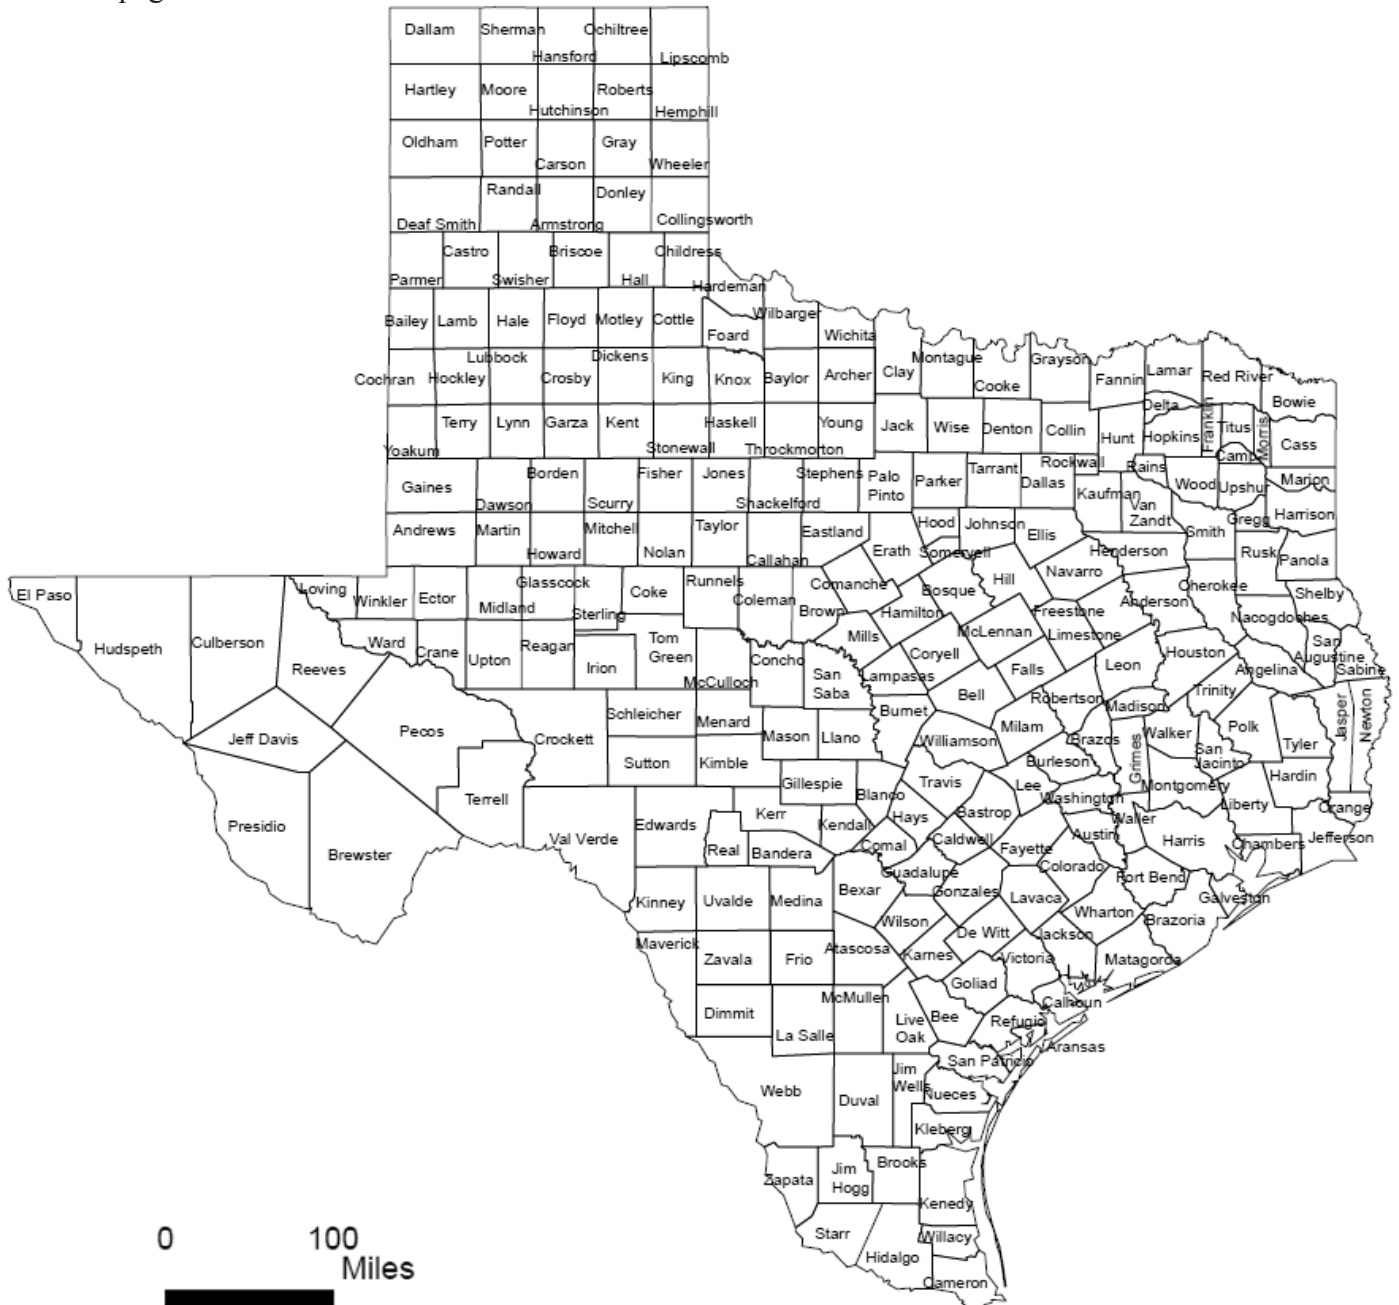 Dallam Sherman Ochiltree
Hansford Lipscomb
Hartley Moore Roberts
Hutchinson Hemphill
Oldham Potter Gray
Carson Wheeler
Randall Donley
Deaf Smith Armstrong Collingsworth
Castro Briscoe Childress
Parmer Swisher Hall Hardeman
Bailey Lamb Hale Floyd Motley Cottle Foard Wilbarger Wichita
Lubbock Dickens Montague Grayson
Cochran Hockley Crosby King Knox Baylor Archer Clay Cooke Fannin Lamar Red River
Delta Bowie
Terry Lynn Garza Kent Haskell Young Jack Wise Denton Collin Hunt Hopkins Franklin Titus Morris Cass
Yoakum Stonewall Throckmorton Camp
Borden Fisher Jones Stephens Palo Pinto Parker Tarrant Rockwall Rains
Gaines Dawson Scurry Shackelford Dallas Kaufman Van Zandt Wood Upshur Marion
Andrews Martin Mitchell Taylor Eastland Hood Johnson Ellis Smith Gregg Harrison
Howard Nolan Callahan Erath Somervell Henderson Rusk Panola
El Paso Loving Winkler Ector Midland Glasscock Sterling Coke Runnels Coleman Brown Comanche Bosque Hill Navarro Anderson Cherokee Shelby
Hamilton Freestone Nacogdoches
Hudspeth Culberson Reeves Ward Crane Upton Reagan Irion Tom Green Concho Mills McLennan Limestone Houston San Augustine Sabine
McCulloch San Saba Lampasas Coryell Falls Leon Angelina
Jeff Davis Pecos Crockett Schleicher Menard Mason Llano Burnet Bell Robertson Madison Trinity Polk Tyler Jasper Newton
Williamson Milam Brazos Grimes Walker San Jacinto
Sutton Kimble Gillespie Blanco Travis Burleson Lee Washington Montgomery Liberty Hardin Orange
Presidio Brewster Terrell Val Verde Edwards Real Kerr Bandera Kendall Hays Comal Bastrop Caldwell Fayette Austin Waller Harris Chambers Jefferson
Kinney Uvalde Medina Bexar Guadalupe Gonzales Lavaca Colorado Fort Bend Galveston
Wilson De Witt Wharton Brazoria
Maverick Zavala Frio Atascosa Karnes Victoria Jackson Matagorda
Dimmit La Salle McMullen Live Oak Bee Goliad Refugio Calhoun
Aransas
Webb Duval Jim Wells San Patricio
Nueces
Kleberg
Zapata Jim Hogg Brooks
Kenedy
Starr Hidalgo Willacy
Cameron
0 100
Miles